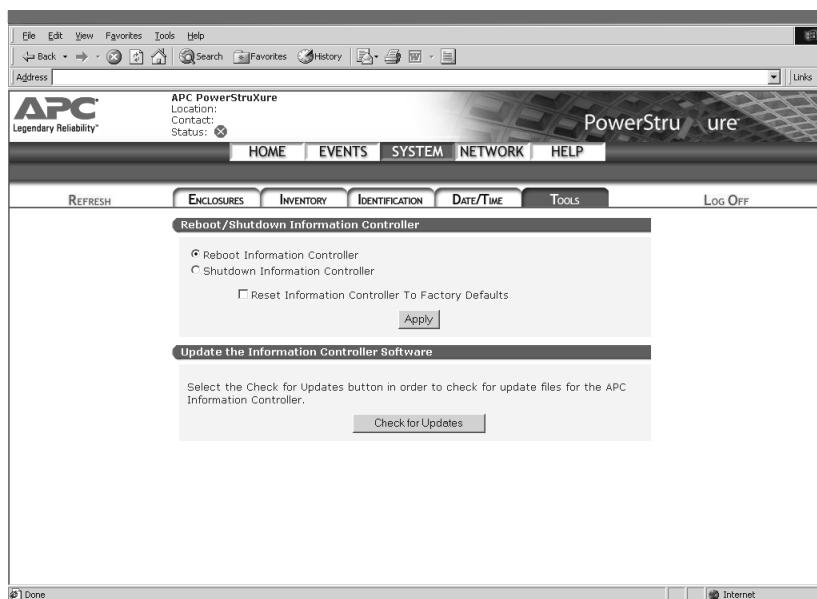 File Edit View Favorites Tools Help
Back Search Favorites History
Address Links
APC
Legendary Reliability™
APC PowerStruXure
Location:
Contact:
Status:
PowerStru ure
HOME EVENTS SYSTEM NETWORK HELP
REFRESH ENCLOSURES INVENTORY IDENTIFICATION DATE/TIME TOOLS LOG OFF
Reboot/Shutdown Information Controller
Reboot Information Controller
Shutdown Information Controller
Reset Information Controller To Factory Defaults
Apply
Update the Information Controller Software
Select the Check for Updates button in order to check for update files for the APC
Information Controller.
Check for Updates
Done Internet